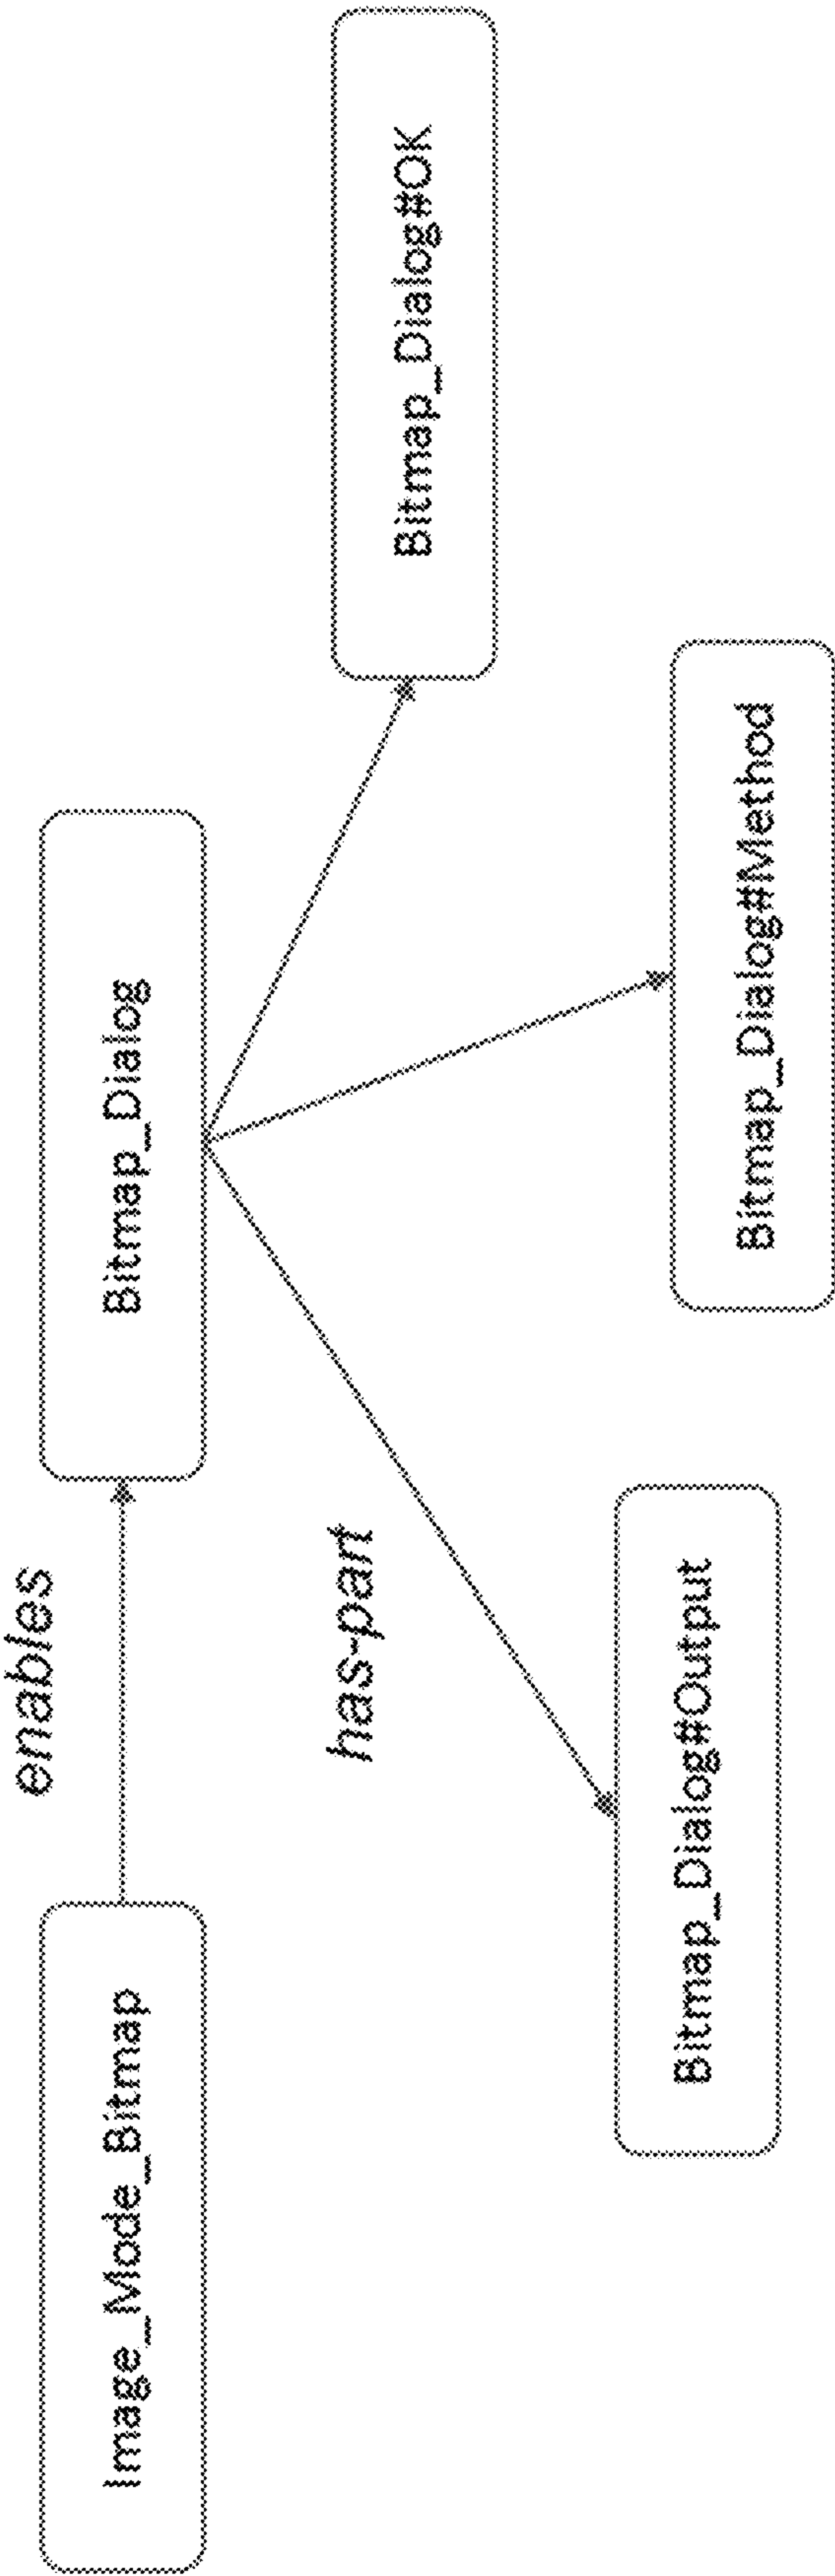 enables
Image_Mode_Bitmap
Bitmap_Dialog
has-part
Bitmap_Dialog#OK
Bitmap_Dialog#Output
Bitmap_Dialog#Method